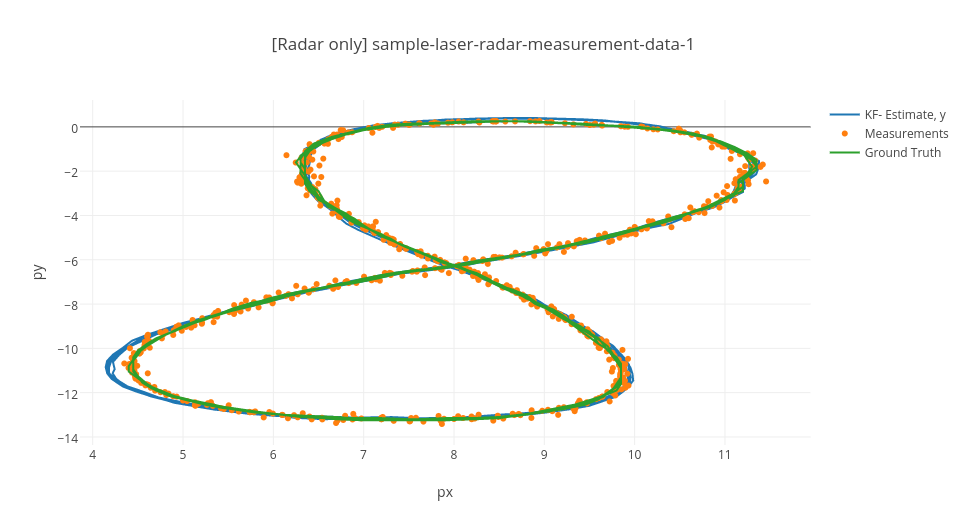 [Radar only] sample-laser-radar-measurement-data-1
KF- Estimate, y
Measurements
Ground Truth
0
−2
−4
−6
−8
−10
−12
−14
py
4 5 6 7 8 9 10 11
px